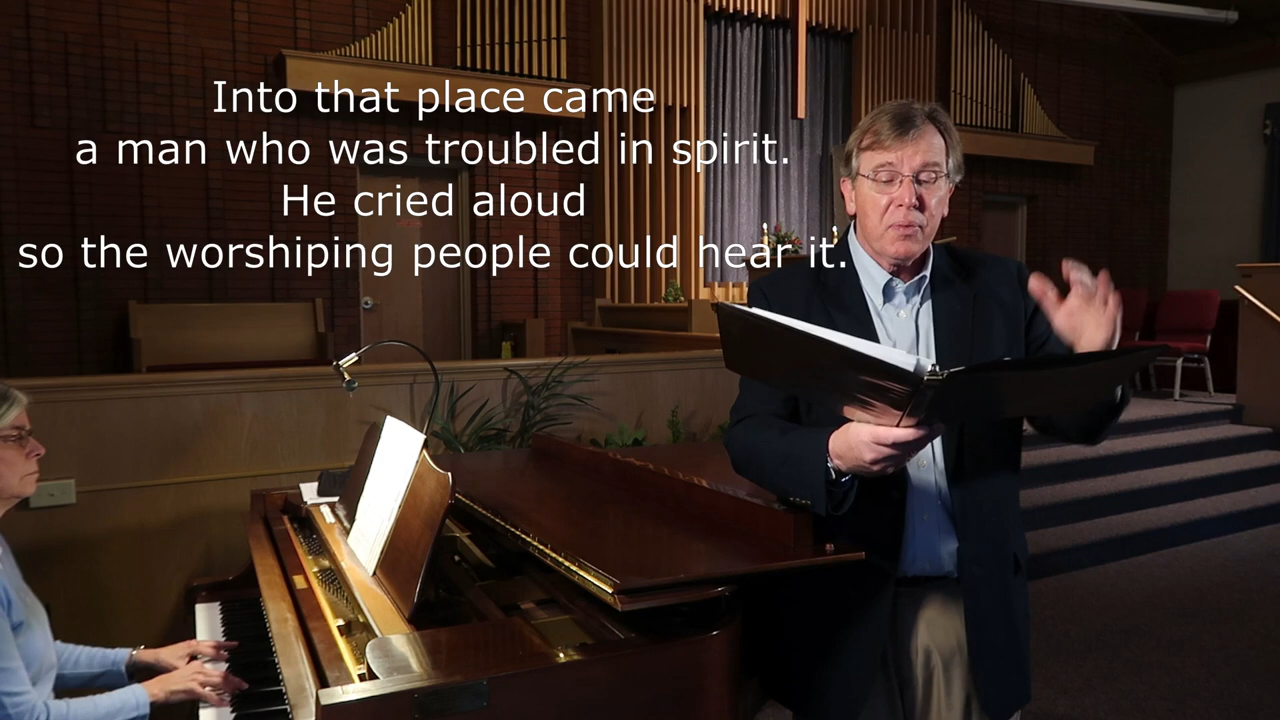 Into that place came
a man who was troubled in spirit.
He cried aloud
so the worshiping people could hear it.